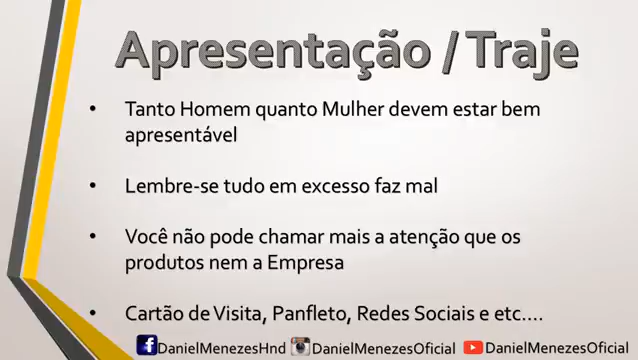 Apresentação / Traje
• Tanto Homem quanto Mulher devem estar bem
apresentável
• Lembre-se tudo em excesso faz mal
• Você não pode chamar mais a atenção que os
produtos nem a Empresa
• Cartão de Visita, Panfleto, Redes Sociais e etc....
DanielMenezesHnd DanielMenezesOficial DanielMenezesOficial